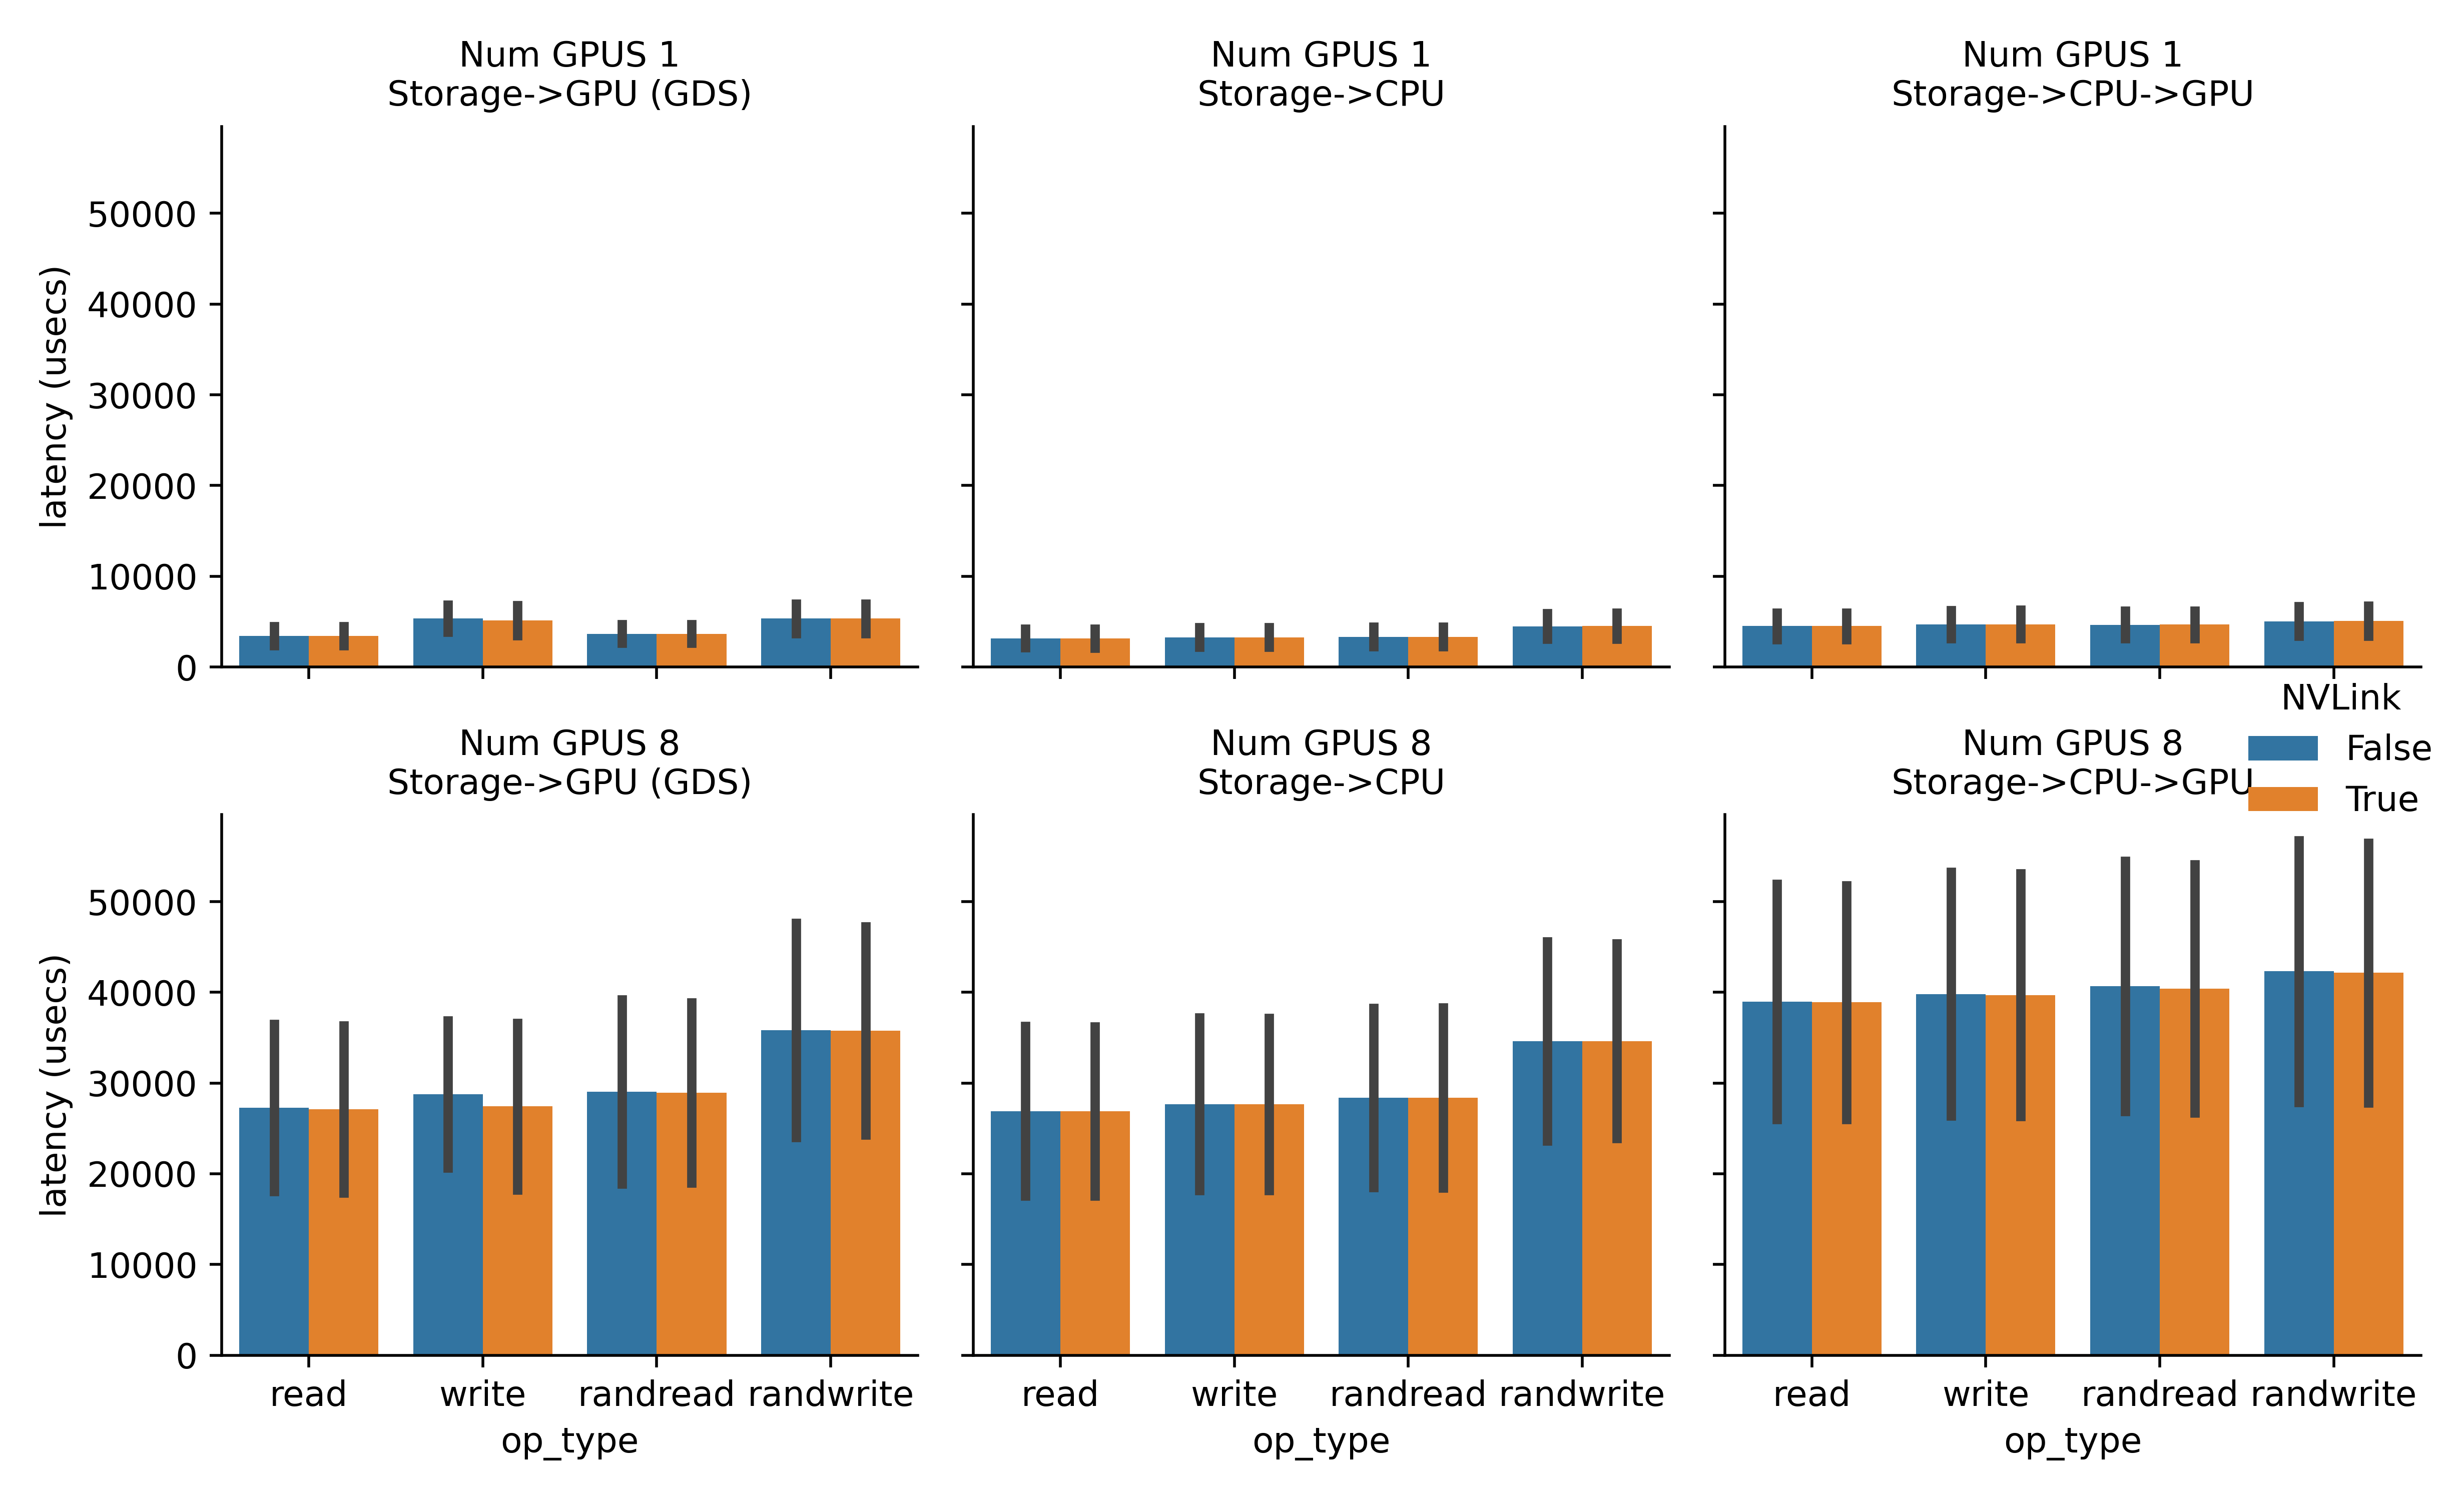 Num GPUS 1
Storage->GPU (GDS)
Num GPUS 1
Storage->CPU
Num GPUS 1
Storage->CPU->GPU
latency (usecs)
50000
40000
30000
20000
10000
0
NVLink
False
True
Num GPUS 8
Storage->GPU (GDS)
Num GPUS 8
Storage->CPU
Num GPUS 8
Storage->CPU->GPU
latency (usecs)
50000
40000
30000
20000
10000
0
read write randread randwrite
op_type
read write randread randwrite
op_type
read write randread randwrite
op_type